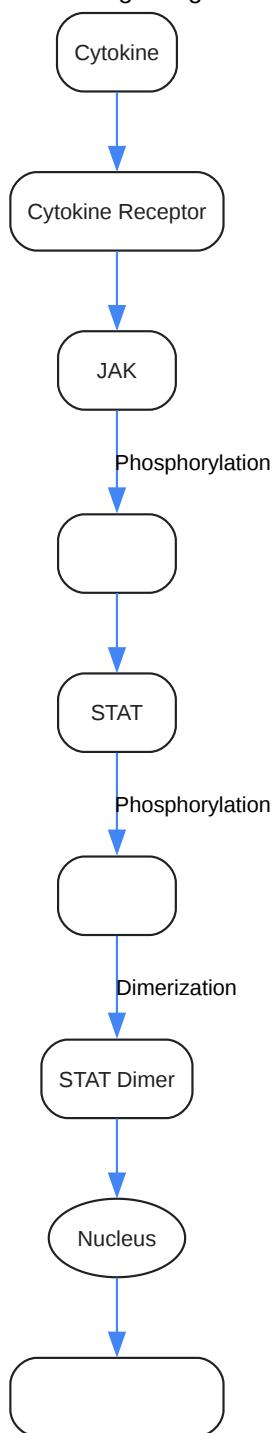 Cytokine
Cytokine Receptor
JAK
Phosphorylation
STAT
Phosphorylation
Dimerization
STAT Dimer
Nucleus